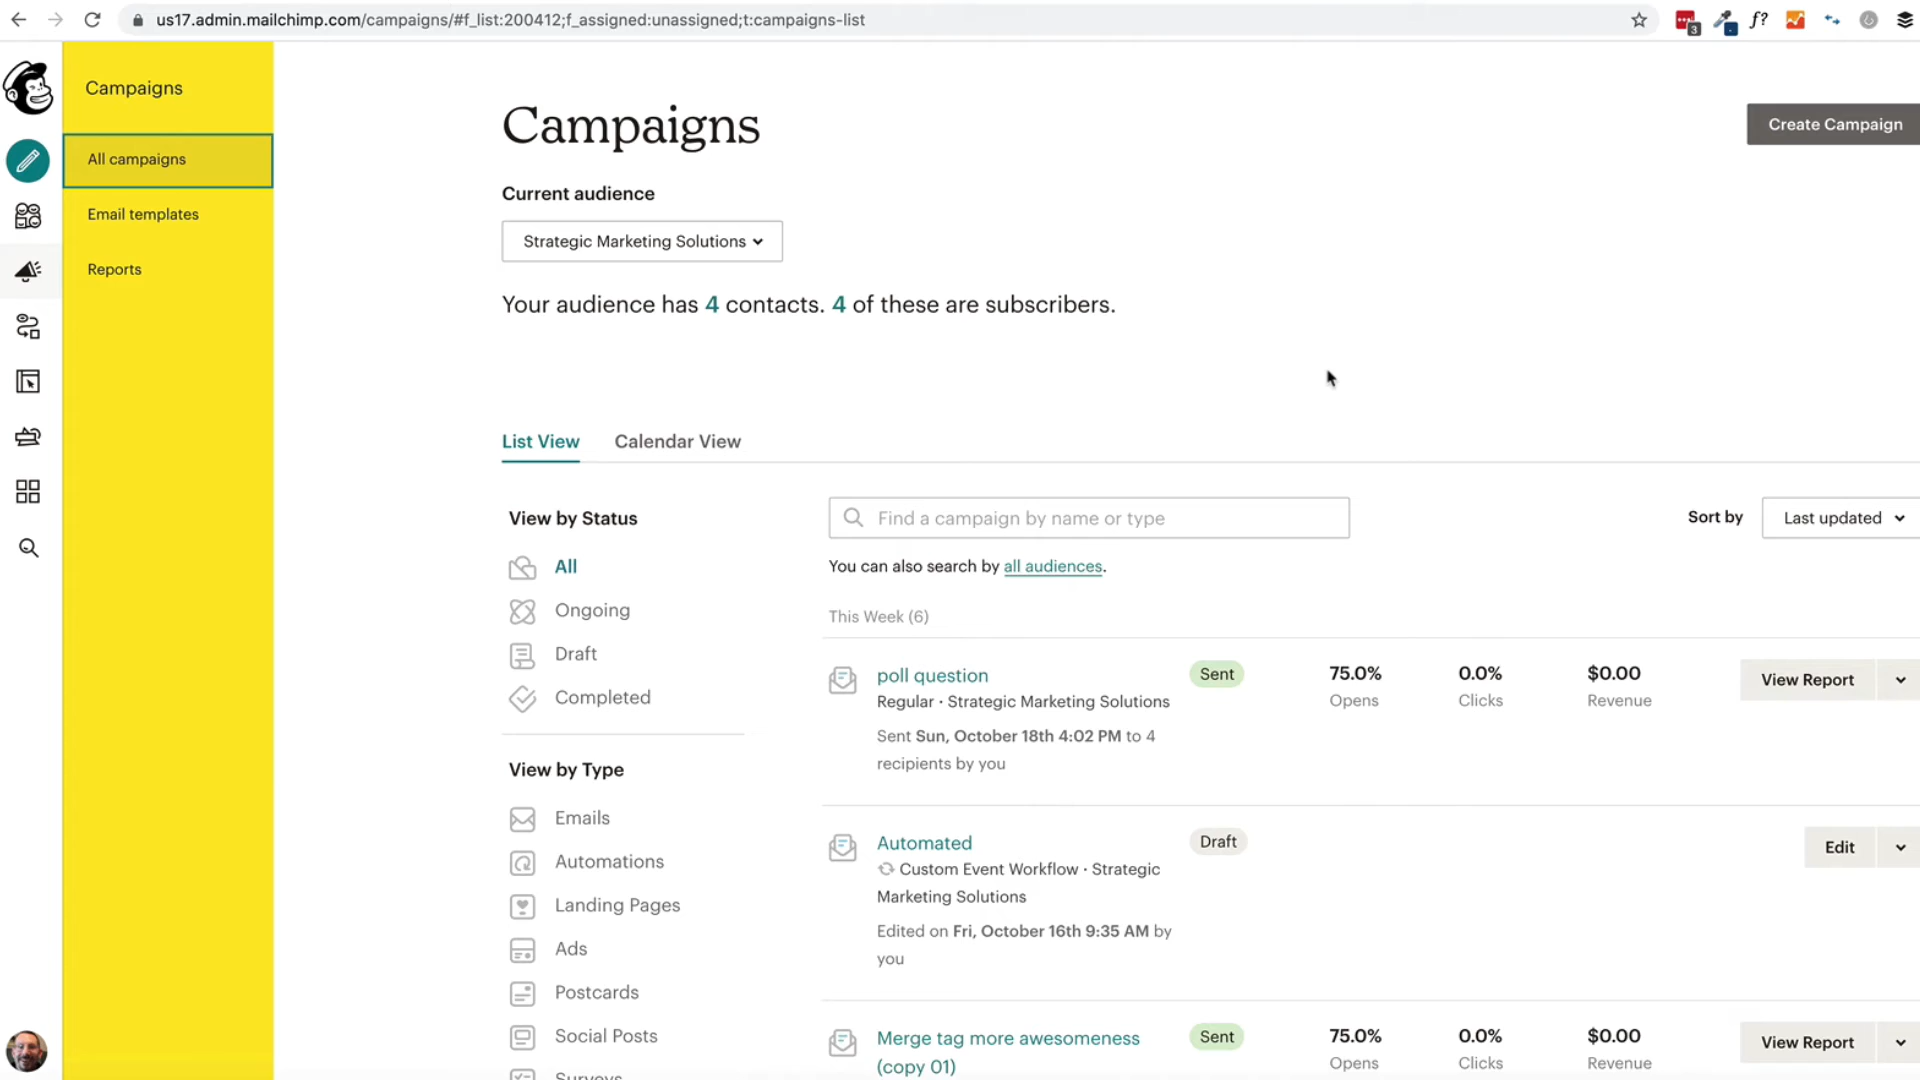 us17.admin.mailchimp.com/campaigns/#f_list:200412;f_assigned:unassigned;t:campaigns-list
3
f?
Campaigns
All campaigns
Email templates
Reports
Campaigns
Create Campaign
Current audience
Strategic Marketing Solutions
Your audience has 4 contacts. 4 of these are subscribers.
List View
Calendar View
View by Status
All
Ongoing
Draft
Completed
View by Type
Emails
Automations
Landing Pages
Ads
Postcards
Social Posts
Surveys
Find a campaign by name or type
Sort by
Last updated
You can also search by all audiences.
This Week (6)
poll question
Sent
75.0%
Opens
0.0%
Clicks
$0.00
Revenue
View Report
Regular · Strategic Marketing Solutions
Sent Sun, October 18th 4:02 PM to 4
recipients by you
Automated
Draft
Edit
Custom Event Workflow · Strategic
Marketing Solutions
Edited on Fri, October 16th 9:35 AM by
you
Merge tag more awesomeness
(copy 01)
Sent
75.0%
Opens
0.0%
Clicks
$0.00
Revenue
View Report